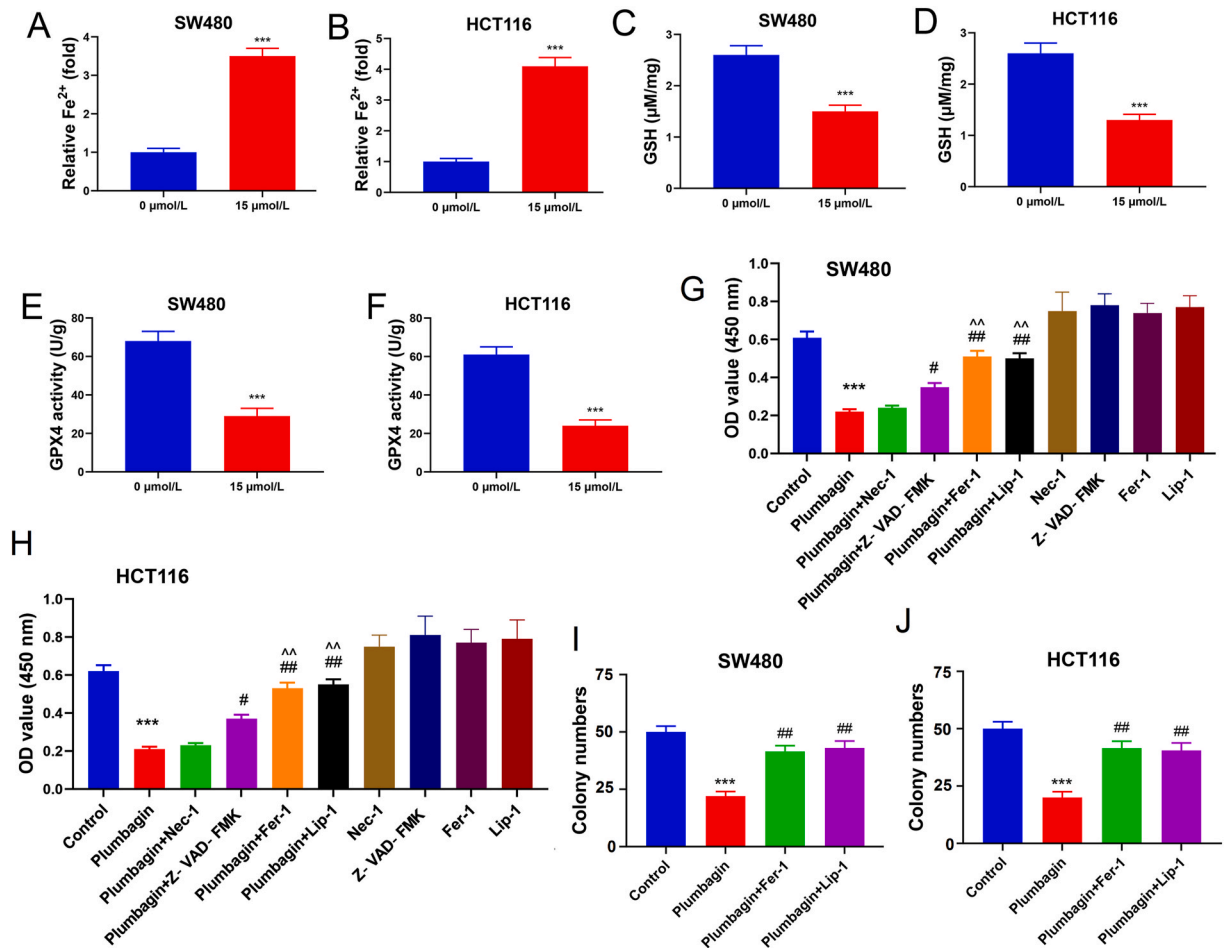 A
SW480
Relative Fe2+ (fold)
4
3
2
1
0
***
0 µmol/L
15 µmol/L
B
HCT116
Relative Fe2+ (fold)
5
4
3
2
1
0
***
0 µmol/L
15 µmol/L
C
SW480
GSH (µM/mg)
3
2
1
0
***
0 µmol/L
15 µmol/L
D
HCT116
GSH (µM/mg)
3
2
1
0
***
0 µmol/L
15 µmol/L
E
SW480
GPX4 activity (U/g)
80
60
40
20
0
***
0 µmol/L
15 µmol/L
F
HCT116
GPX4 activity (U/g)
80
60
40
20
0
***
0 µmol/L
15 µmol/L
G
SW480
OD value (450 nm)
1.0
0.8
0.6
0.4
0.2
0.0
***
#
^^
##
^^
##
Control
Plumbagin
Plumbagin+Nec-1
Plumbagin+Z- VAD- FMK
Plumbagin+Fer-1
Plumbagin+Lip-1
Nec-1
Z- VAD- FMK
Fer-1
Lip-1
H
HCT116
OD value (450 nm)
1.0
0.8
0.6
0.4
0.2
0.0
***
#
^^
##
^^
##
Control
Plumbagin
Plumbagin+Nec-1
Plumbagin+Z- VAD- FMK
Plumbagin+Fer-1
Plumbagin+Lip-1
Nec-1
Z- VAD- FMK
Fer-1
Lip-1
I
SW480
Colony numbers
75
50
25
0
***
##
##
Control
Plumbagin
Plumbagin+Fer-1
Plumbagin+Lip-1
J
HCT116
Colony numbers
75
50
25
0
***
##
##
Control
Plumbagin
Plumbagin+Fer-1
Plumbagin+Lip-1